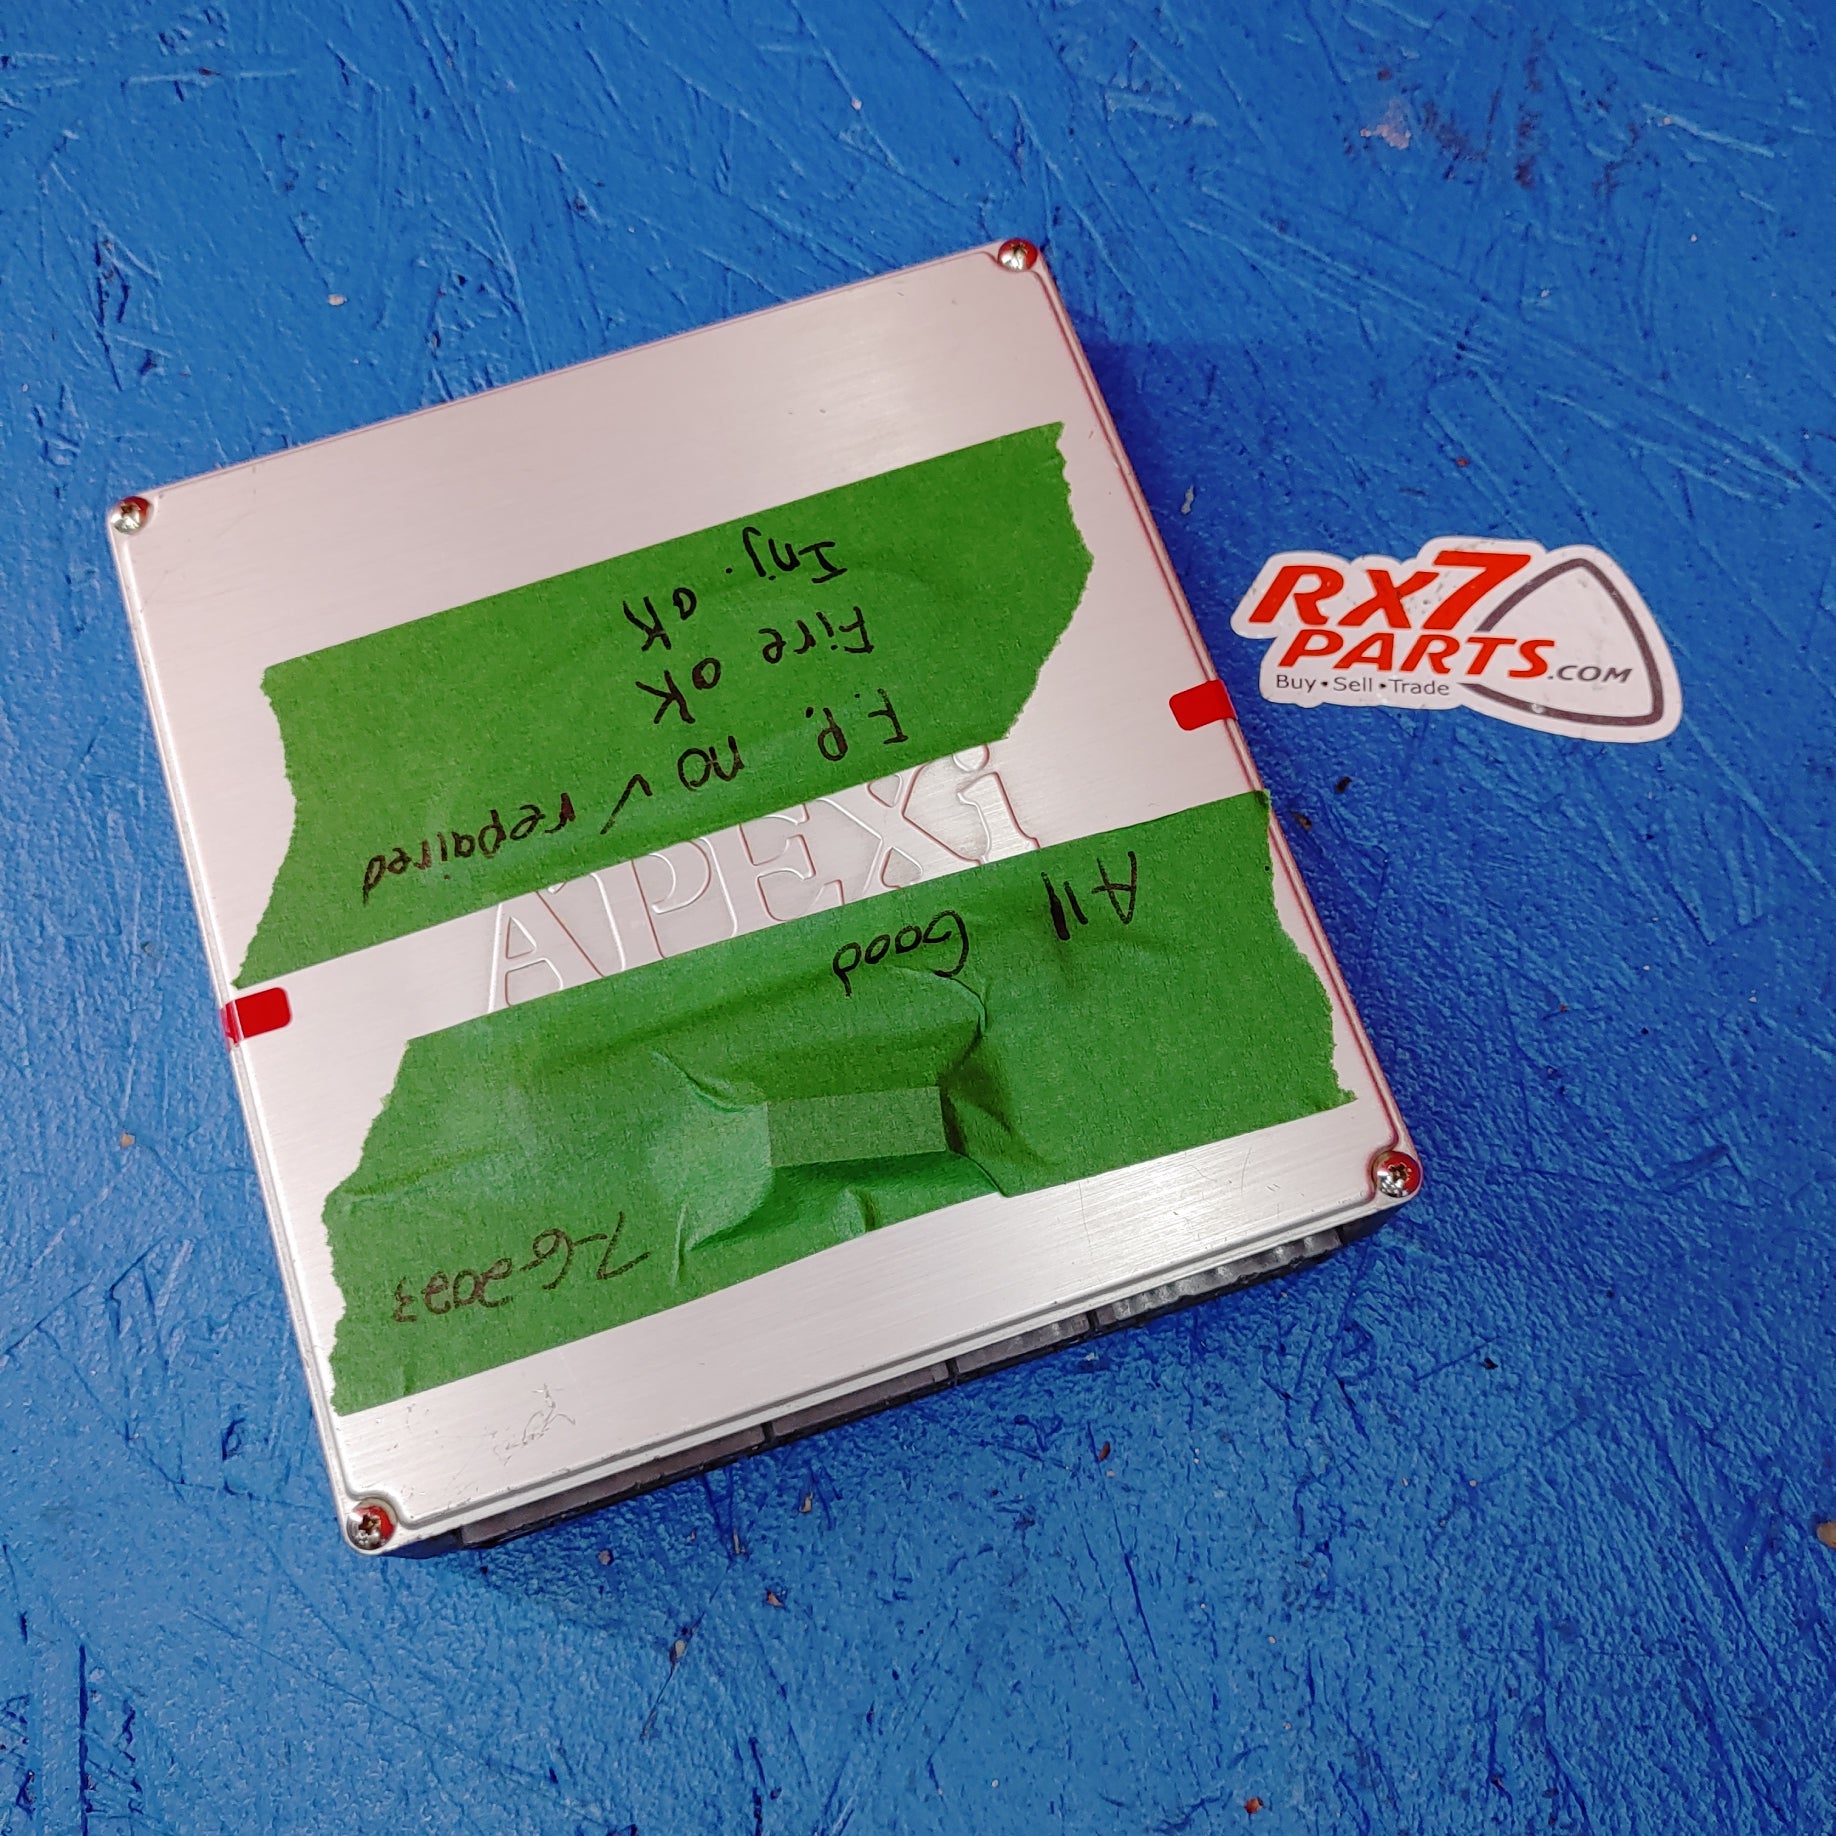 Inj. OK
Fire OK
F.P. no ✓ repaired
APEXi
All Good
7-6-2023
RX7
PARTS.COM
Buy • Sell • Trade